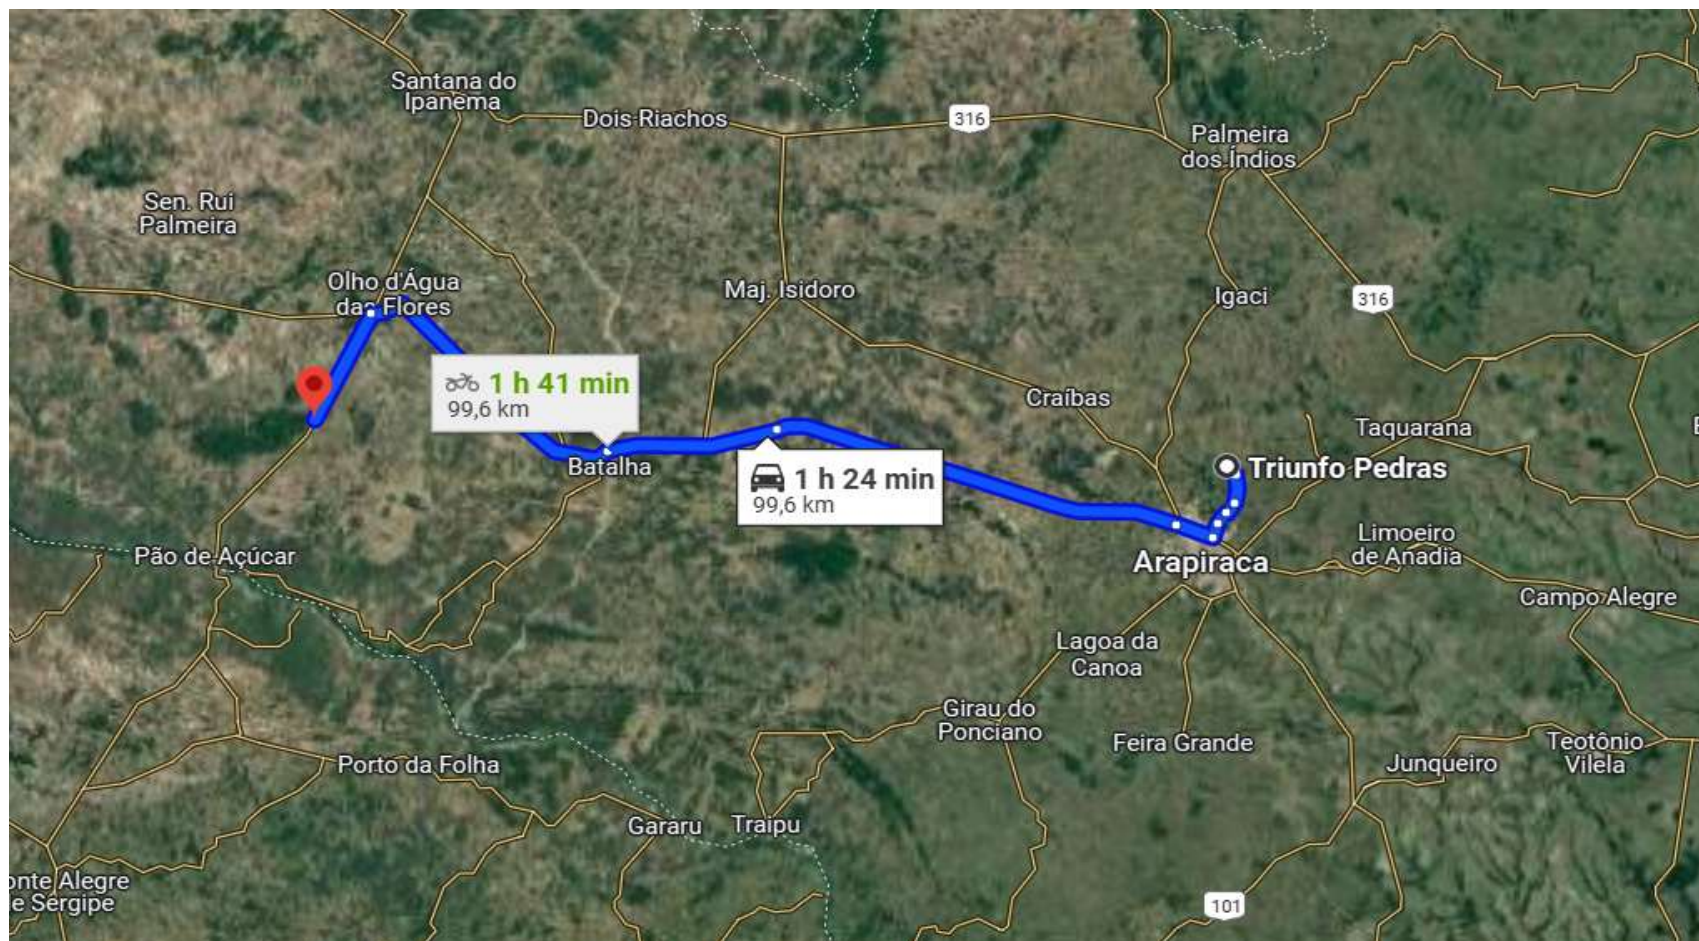 Santana do
Ipanema
Dois Riachos
316
Palmeira
dos Índios
Sen. Rui
Palmeira
Olho d'Água
das Flores
Maj. Isidoro
Igaci
316
1 h 41 min
99,6 km
Craíbas
Taquarana
Batalha
1 h 24 min
99,6 km
Triunfo Pedras
Pão de Açúcar
Arapiraca
Limoeiro
de Anadia
Campo Alegre
Lagoa da
Canoa
Girau do
Ponciano
Feira Grande
Porto da Folha
Junqueiro
Teotônio
Vilela
Gararu
Traipu
onte Alegre
e Sergipe
101